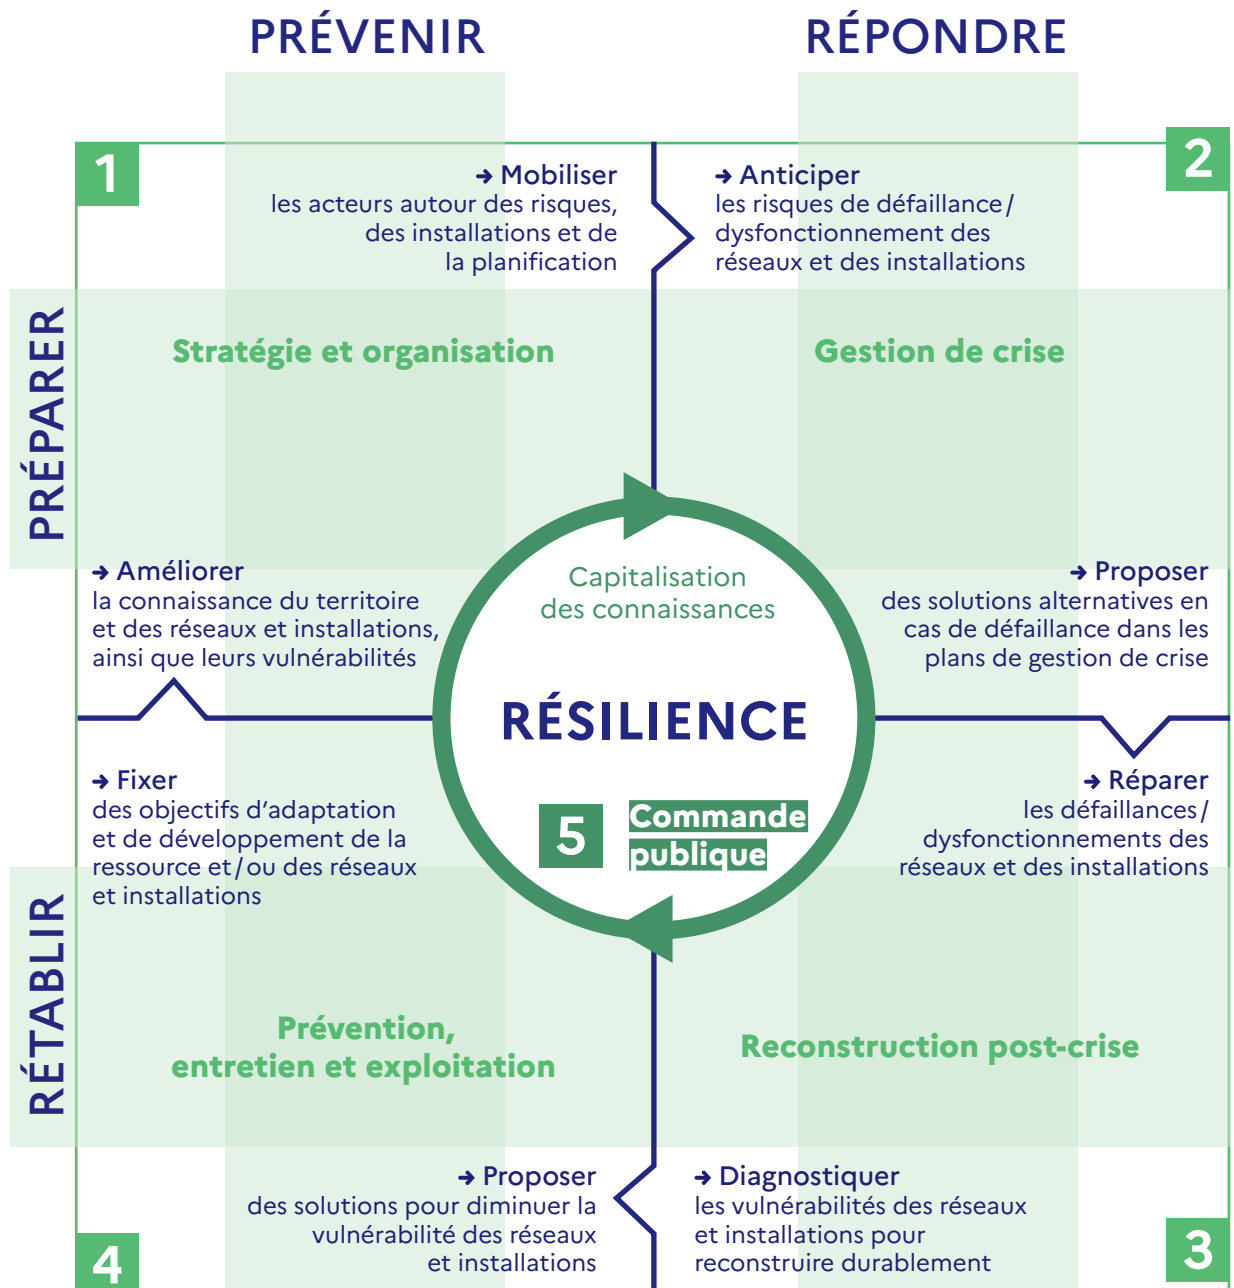 PRÉVENIR
RÉPONDRE
1
2
→ Mobiliser
les acteurs autour des risques,
des installations et de
la planification
→ Anticiper
les risques de défaillance/
dysfonctionnement des
réseaux et des installations
PRÉPARER
Stratégie et organisation
Gestion de crise
→ Améliorer
la connaissance du territoire
et des réseaux et installations,
ainsi que leurs vulnérabilités
Capitalisation
des connaissances
→ Proposer
des solutions alternatives en
cas de défaillance dans les
plans de gestion de crise
RÉSILIENCE
→ Fixer
des objectifs d’adaptation
et de développement de la
ressource et/ou des réseaux
et installations
5
Commande
publique
→ Réparer
les défaillances/
dysfonctionnements des
réseaux et des installations
RÉTABLIR
Prévention,
entretien et exploitation
Reconstruction post-crise
→ Proposer
des solutions pour diminuer la
vulnérabilité des réseaux
et installations
→ Diagnostiquer
les vulnérabilités des réseaux
et installations pour
reconstruire durablement
4
3